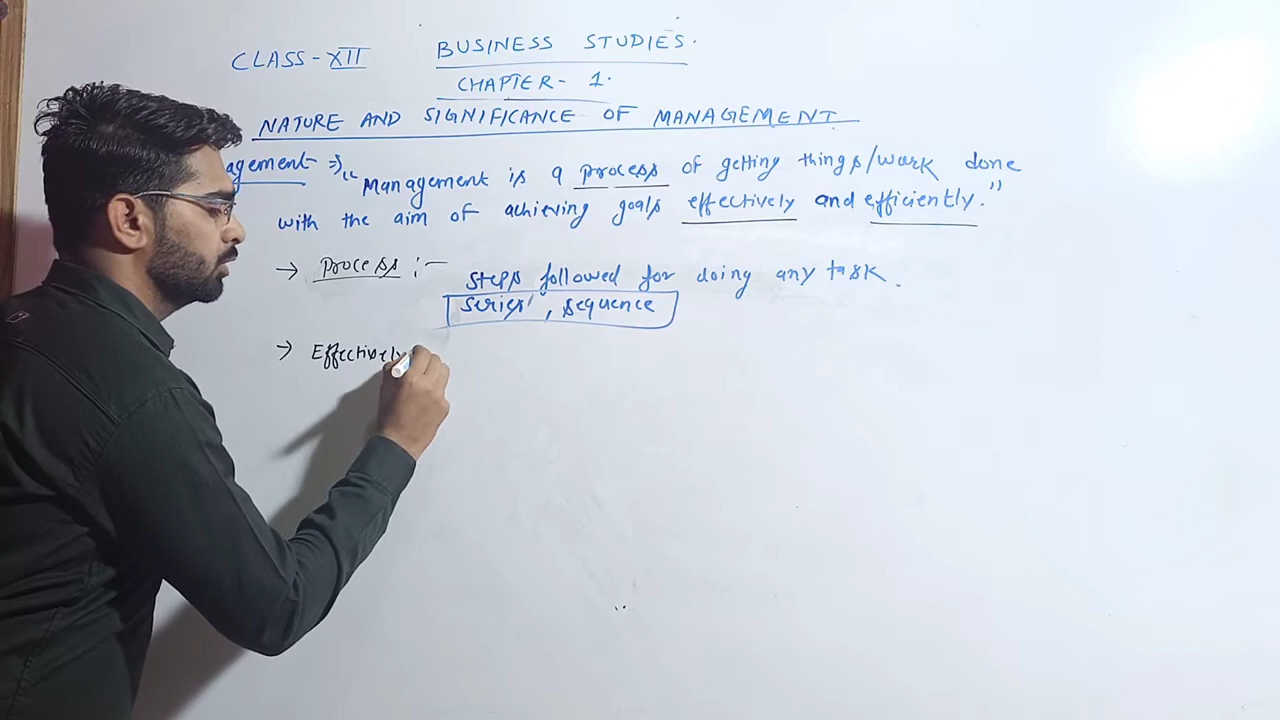 CLASS-XII BUSINESS STUDIES.
CHAPTER- 1.
NATURE AND SIGNIFICANCE OF MANAGEMENT
agement ⇒ "Management is a process of getting things/work done
with the aim of achieving goals effectively and efficiently."
→ Process :- Steps followed for doing any task.
series, sequence
→ Effectively